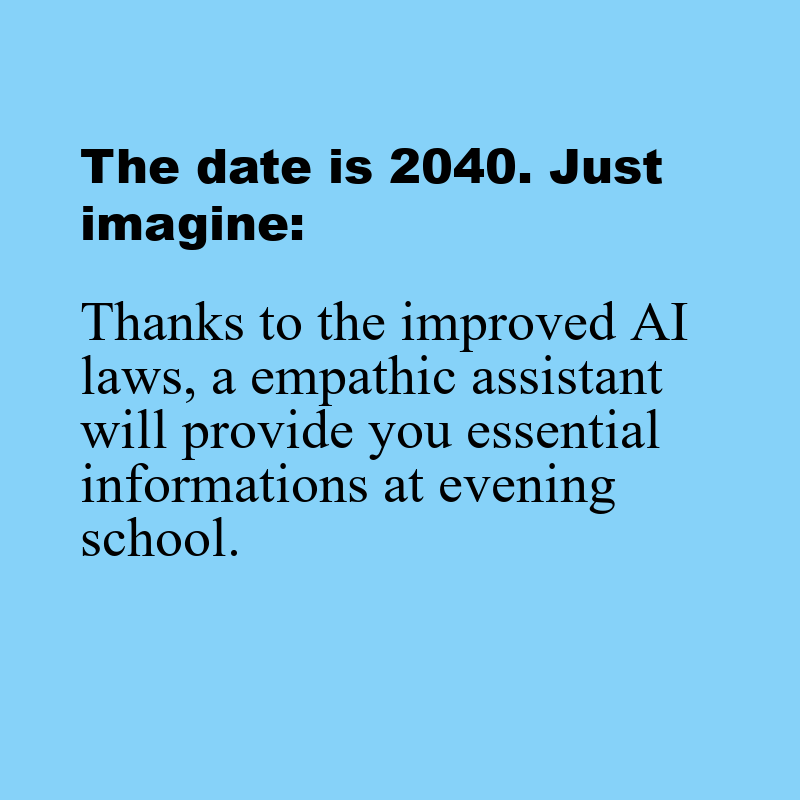 The date is 2040. Just
imagine:
Thanks to the improved AI
laws, a empathic assistant
will provide you essential
informations at evening
school.